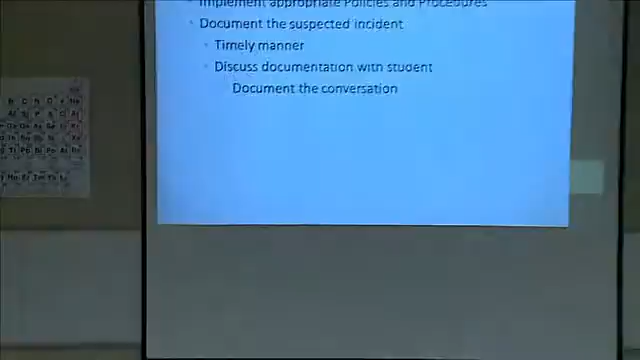 Implement appropriate Policies and Procedures
Document the suspected incident
Timely manner
Discuss documentation with student
Document the conversation